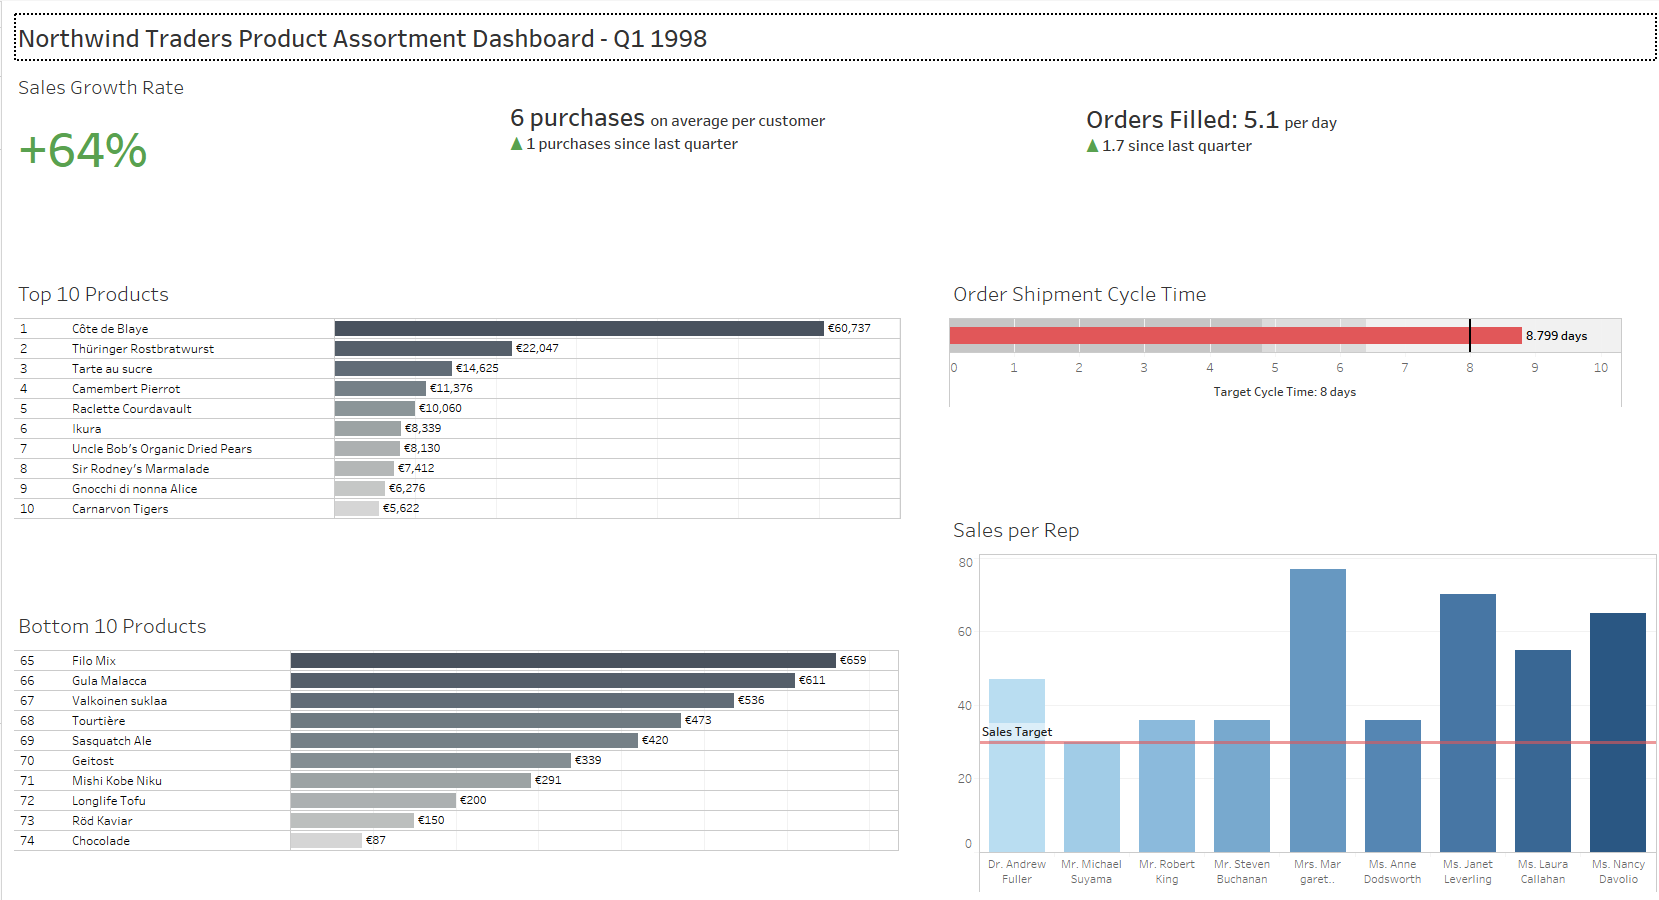 Northwind Traders Product Assortment Dashboard - Q1 1998
Sales Growth Rate
+64%
6 purchases on average per customer
▲ 1 purchases since last quarter
Orders Filled: 5.1 per day
▲ 1.7 since last quarter
Top 10 Products
1 Côte de Blaye €60,737
2 Thüringer Rostbratwurst €22,047
3 Tarte au sucre €14,625
4 Camembert Pierrot €11,376
5 Raclette Courdavault €10,060
6 Ikura €8,339
7 Uncle Bob’s Organic Dried Pears €8,130
8 Sir Rodney’s Marmalade €7,412
9 Gnocchi di nonna Alice €6,276
10 Carnarvon Tigers €5,622
Bottom 10 Products
65 Filo Mix €659
66 Gula Malacca €611
67 Valkoinen suklaa €536
68 Tourtière €473
69 Sasquatch Ale €420
70 Geitost €339
71 Mishi Kobe Niku €291
72 Longlife Tofu €200
73 Röd Kaviar €150
74 Chocolade €87
Order Shipment Cycle Time
8.799 days
0 1 2 3 4 5 6 7 8 9 10
Target Cycle Time: 8 days
Sales per Rep
80
60
40
Sales Target
20
0
Dr. Andrew Mr. Michael Mr. Robert Mr. Steven Mrs. Mar Ms. Anne Ms. Janet Ms. Laura Ms. Nancy
Fuller Suyama King Buchanan garet.. Dodsworth Leverling Callahan Davolio